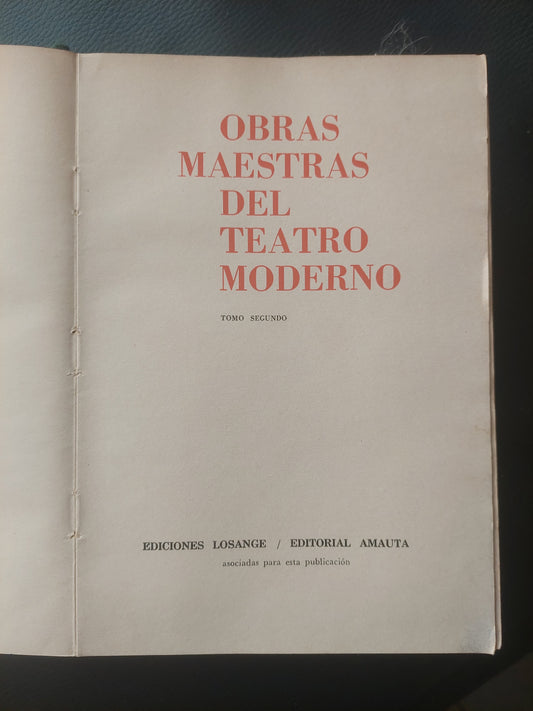 OBRAS
MAESTRAS
DEL
TEATRO
MODERNO
TOMO SEGUNDO
EDICIONES LOSANGE / EDITORIAL AMAUTA
asociadas para esta publicación